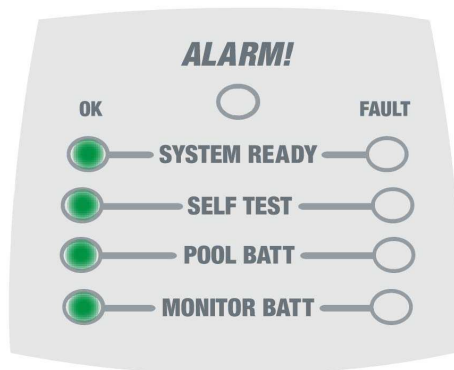 ALARM!
OK FAULT
SYSTEM READY
SELF TEST
POOL BATT
MONITOR BATT